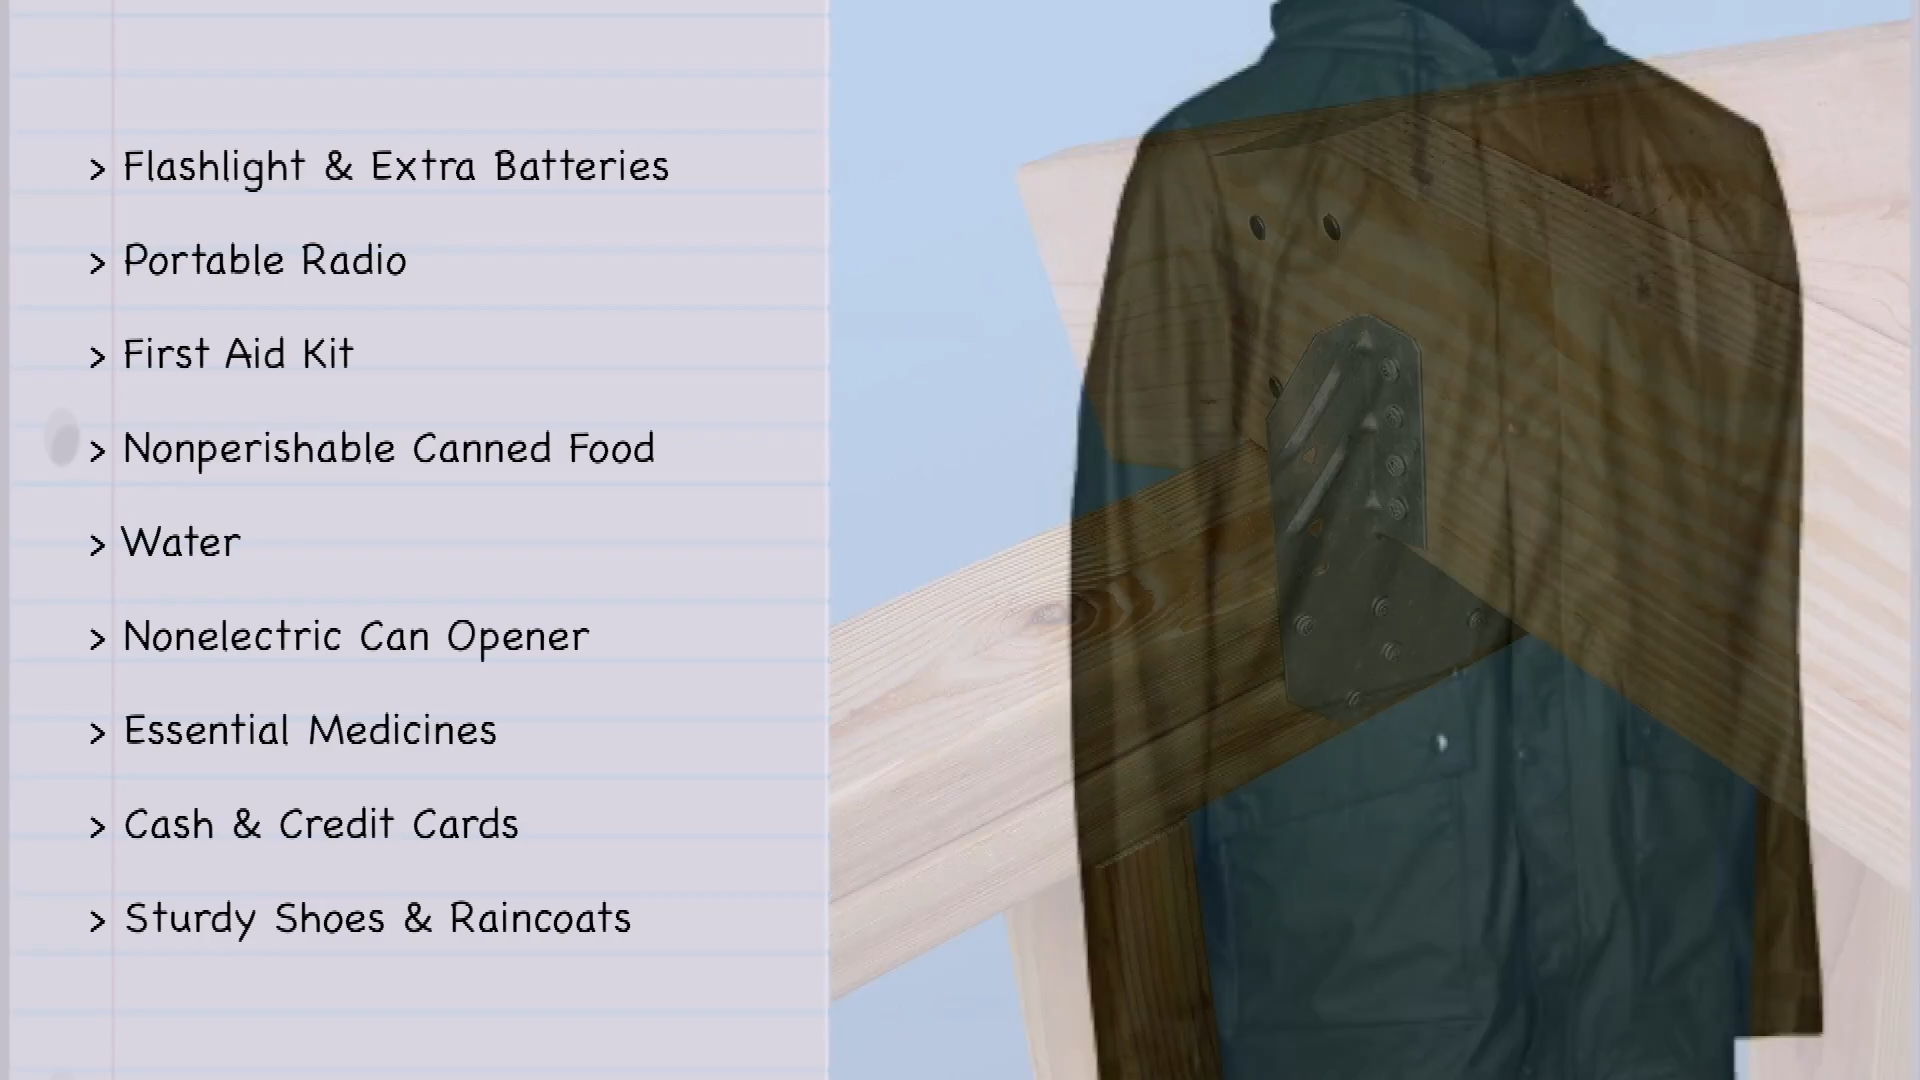 > Flashlight & Extra Batteries
> Portable Radio
> First Aid Kit
> Nonperishable Canned Food
> Water
> Nonelectric Can Opener
> Essential Medicines
> Cash & Credit Cards
> Sturdy Shoes & Raincoats